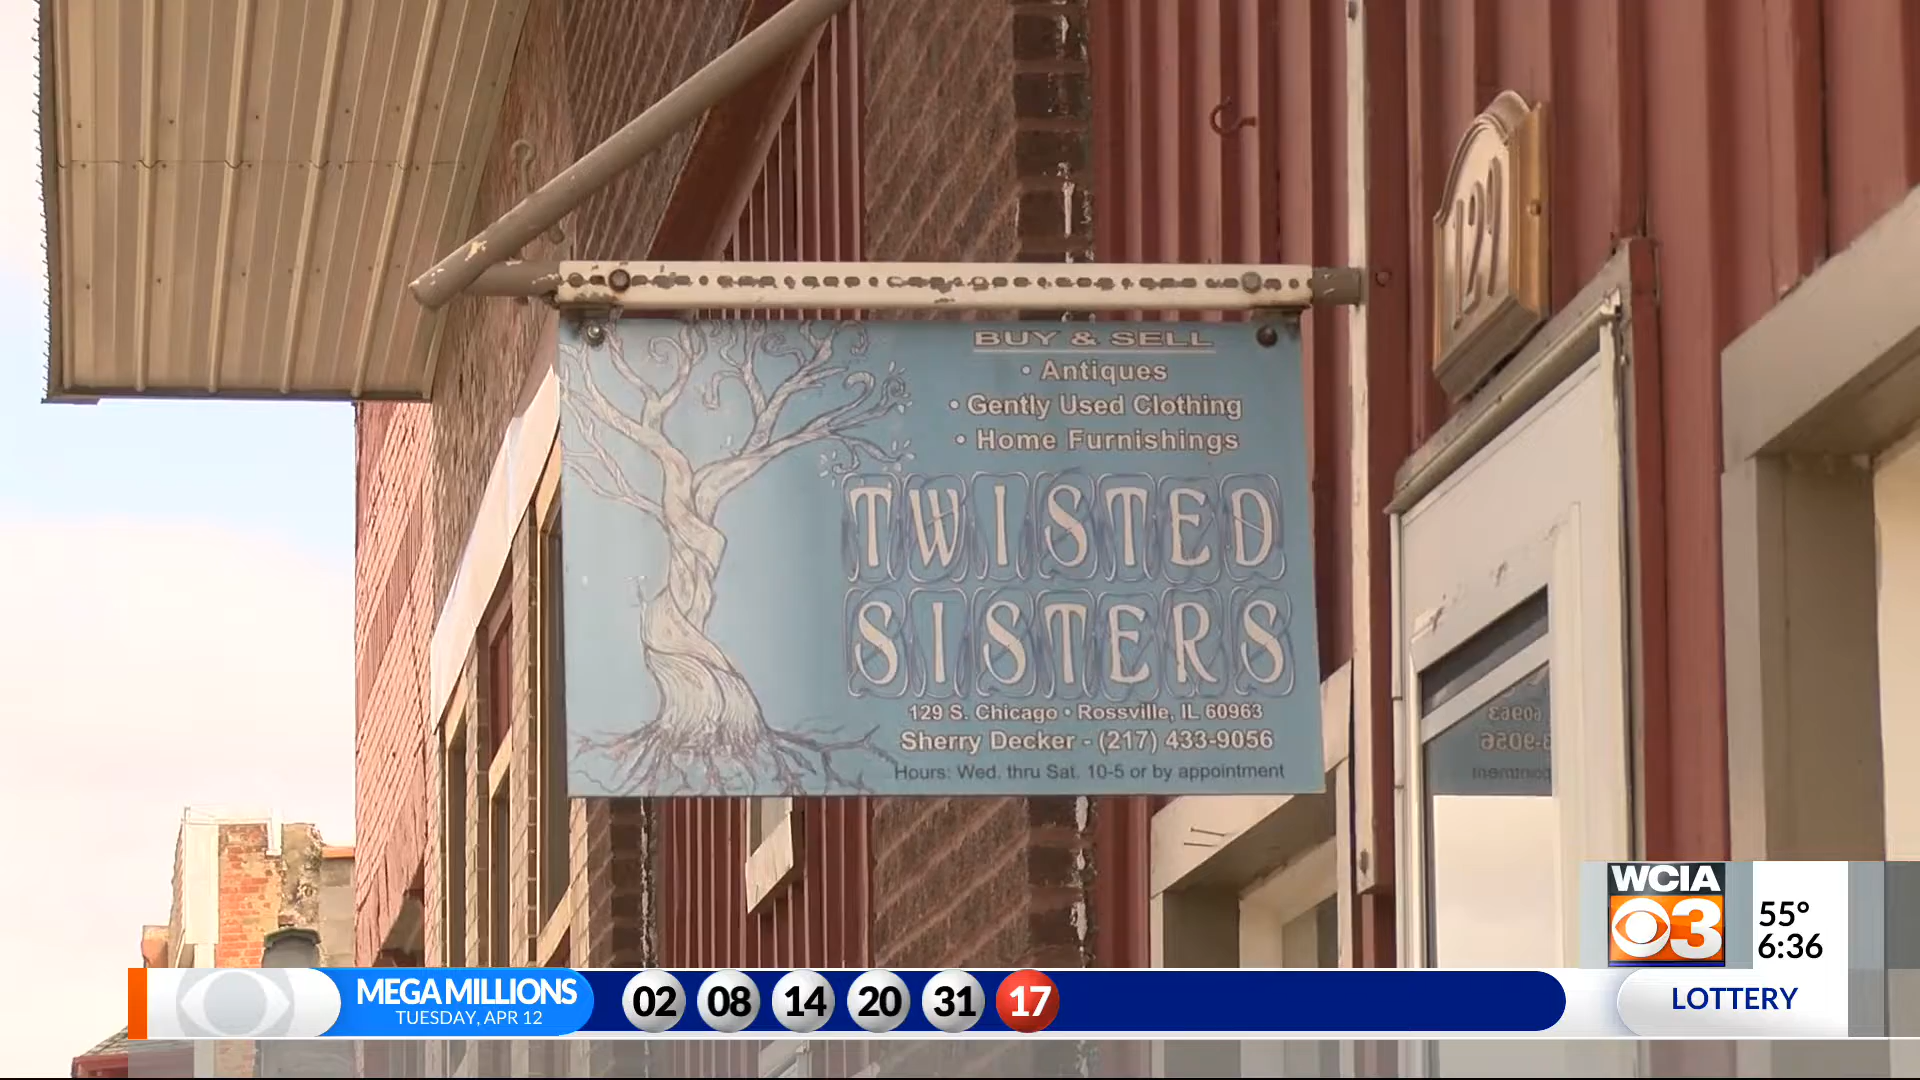 129
BUY & SELL
• Antiques
• Gently Used Clothing
• Home Furnishings
TWISTED
SISTERS
129 S. Chicago • Rossville, IL 60963
Sherry Decker - (217) 433-9056
Hours: Wed. thru Sat. 10-5 or by appointment
WCIA
3
55°
6:36
MEGA MILLIONS
TUESDAY, APR 12
02 08 14 20 31 17
LOTTERY